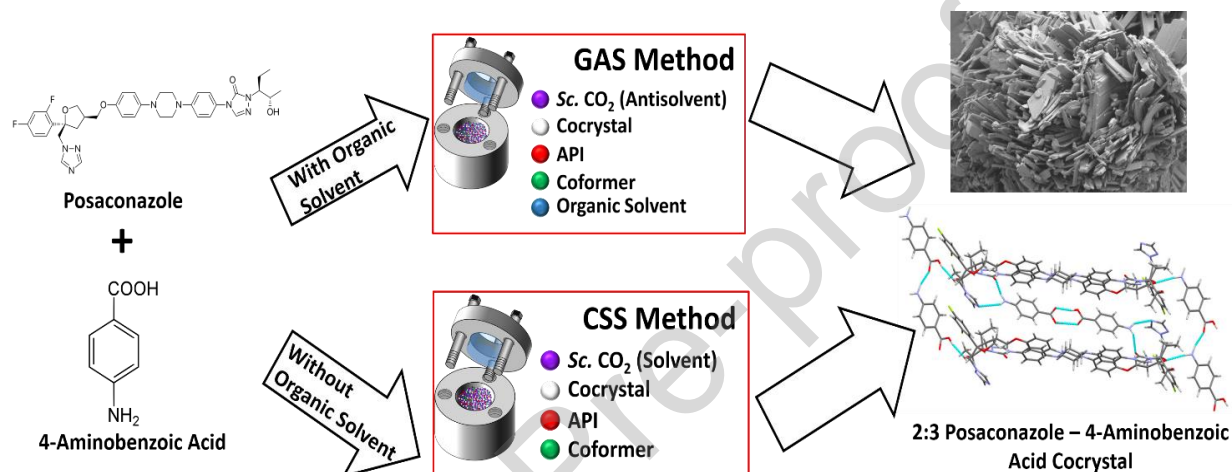 F
F
O
N
N
N
O
N
N
O
N
N
N
OH
Posaconazole
+
COOH
NH2
4-Aminobenzoic Acid
With Organic
Solvent
Without
Organic Solvent
GAS Method
Sc. CO2 (Antisolvent)
Cocrystal
API
Coformer
Organic Solvent
CSS Method
Sc. CO2 (Solvent)
Cocrystal
API
Coformer
2:3 Posaconazole – 4-Aminobenzoic
Acid Cocrystal
Pre-proof